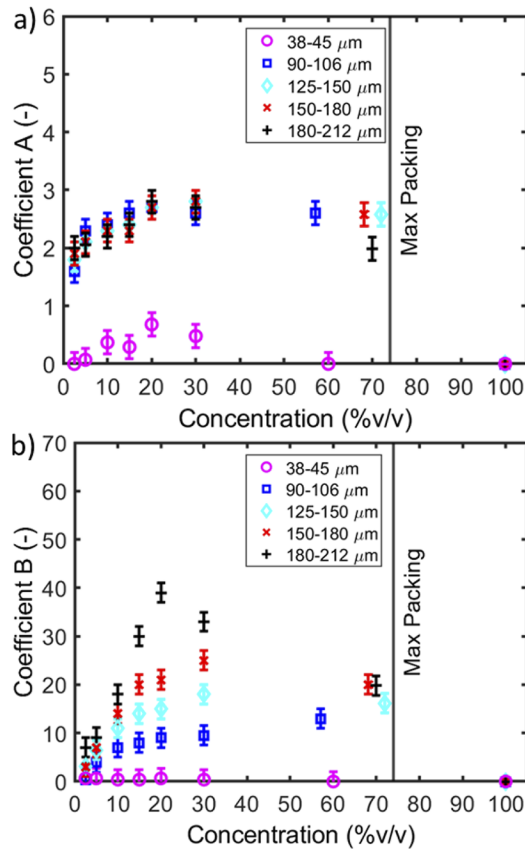 a)
6
5
4
3
2
1
0
Coefficient A (-)
38-45 μm
90-106 μm
125-150 μm
150-180 μm
180-212 μm
Max Packing
0 10 20 30 40 50 60 70 80 90 100
Concentration (%v/v)
b)
70
60
50
40
30
20
10
0
Coefficient B (-)
38-45 μm
90-106 μm
125-150 μm
150-180 μm
180-212 μm
Max Packing
0 10 20 30 40 50 60 70 80 90 100
Concentration (%v/v)